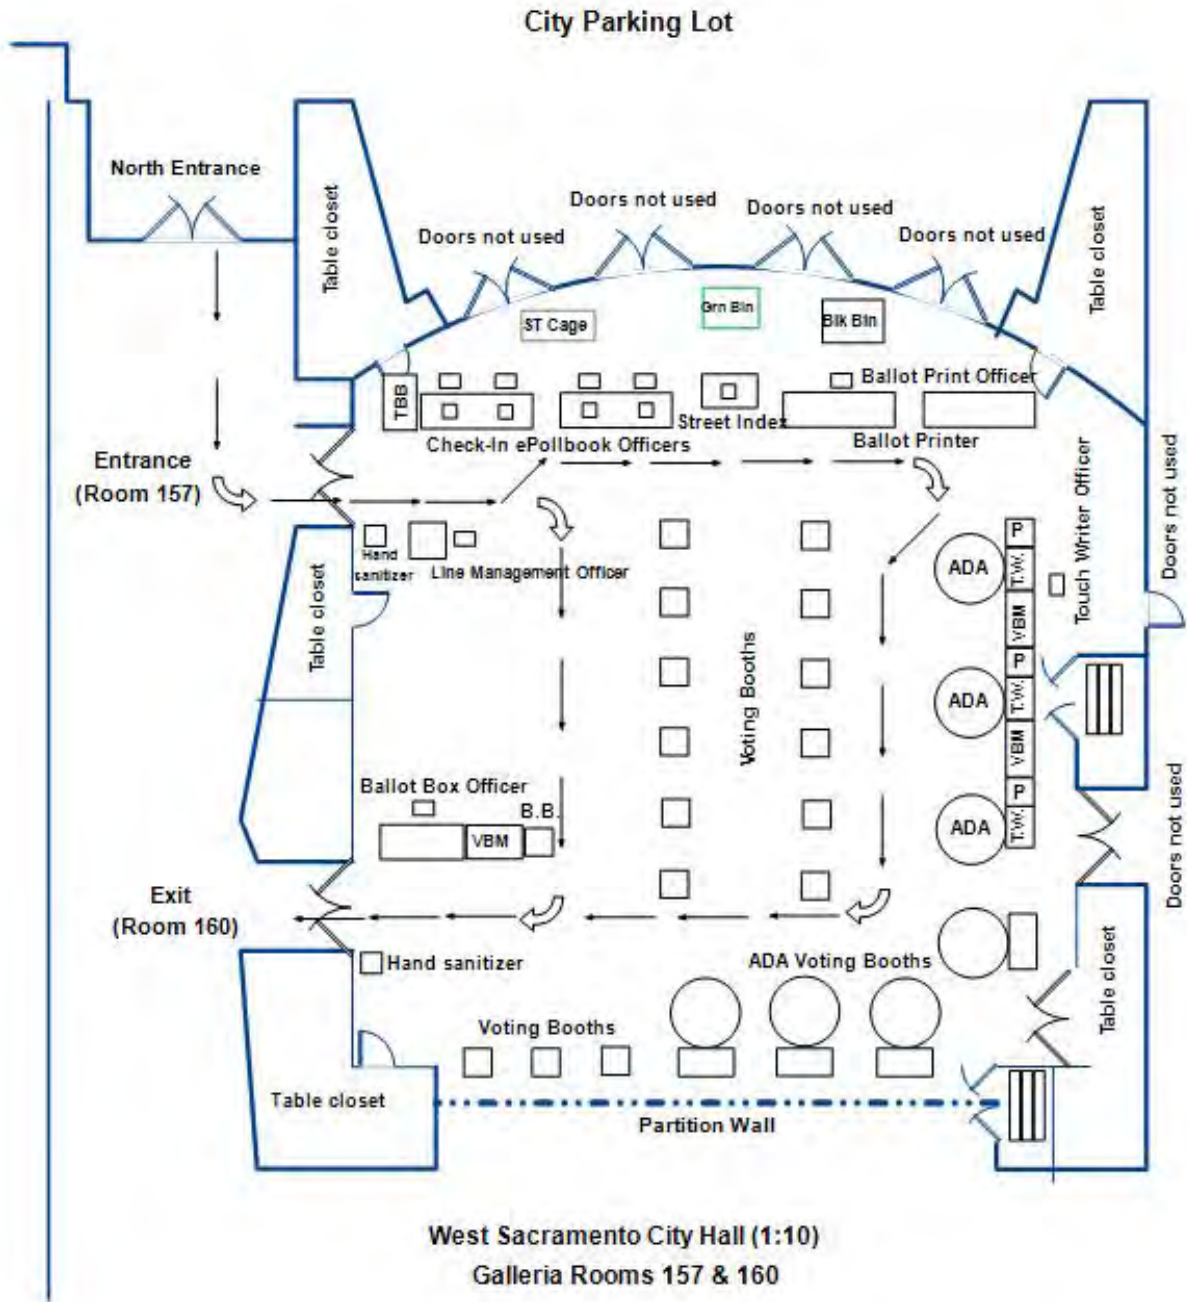 City Parking Lot
North Entrance
Table closet
Doors not used
Doors not used
Doors not used
Doors not used
Table closet
ST Cage
Grn Bin
Blk Bin
TBB
Ballot Print Officer
Street Index
Check-In ePollbook Officers
Ballot Printer
Entrance
(Room 157)
Hand
sanitizer
Line Management Officer
Table closet
Voting Booths
ADA
P
T.W.
VBM
ADA
P
T.W.
VBM
ADA
P
T.W.
Touch Writer Officer
Doors not used
Doors not used
Ballot Box Officer
B.B.
VBM
Exit
(Room 160)
Hand sanitizer
ADA Voting Booths
Table closet
Voting Booths
Table closet
Partition Wall
West Sacramento City Hall (1:10)
Galleria Rooms 157 & 160